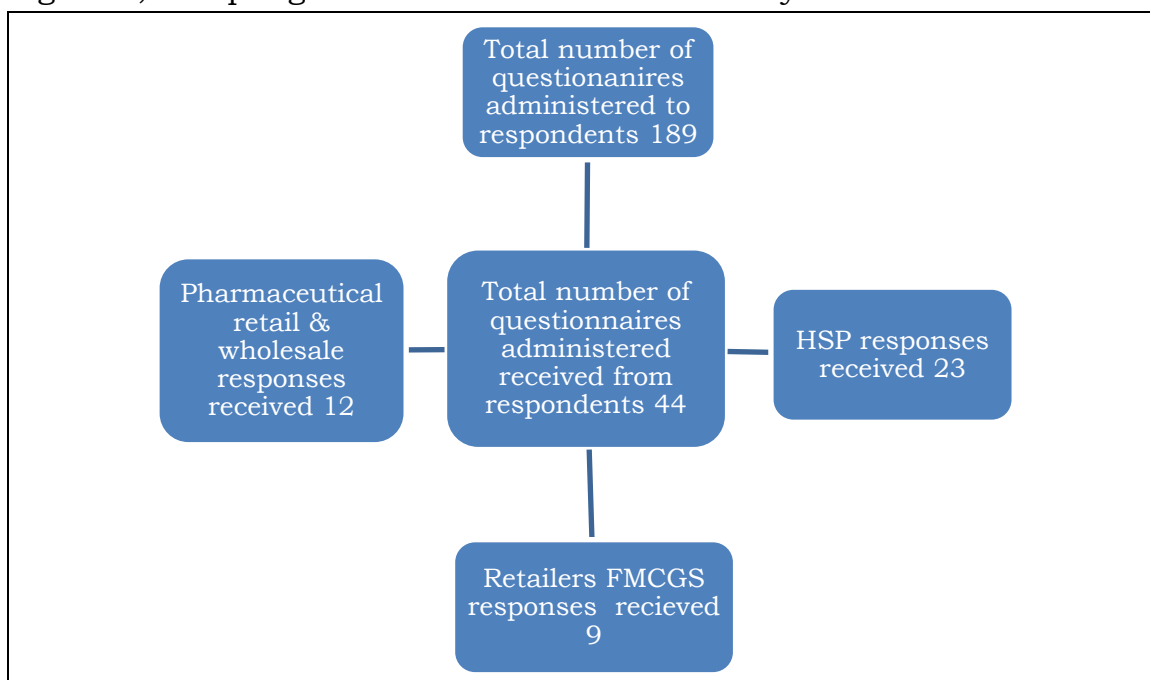 Total number of
questionanires
administered to
respondents 189
Pharmaceutical
retail &
wholesale
responses
received 12
Total number of
questionnaires
administered
received from
respondents 44
HSP responses
received 23
Retailers FMCGS
responses recieved
9